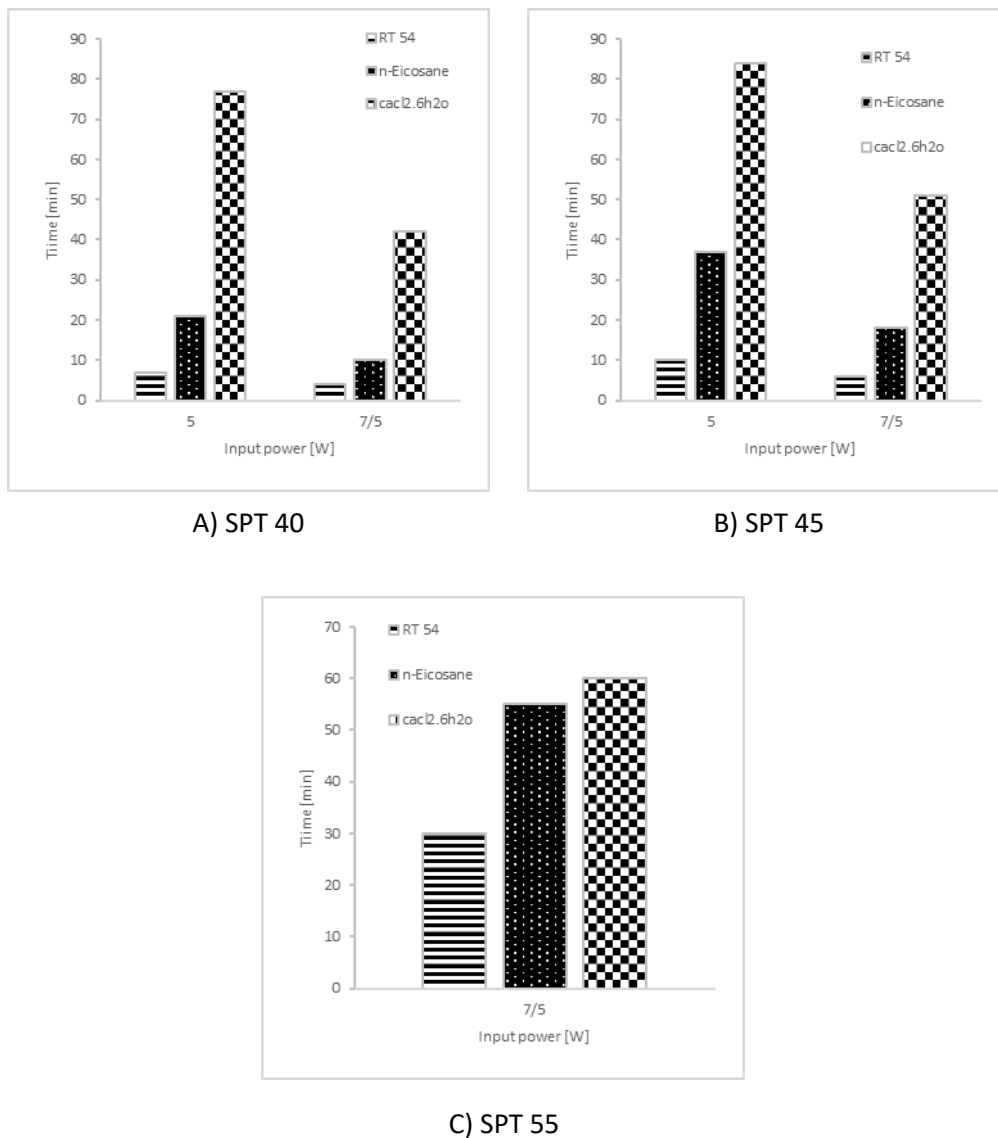 90
80
70
60
50
40
30
20
10
0
Tiime [min]
RT 54
n-Eicosane
cacl2.6h2o
5 7/5
Input power [W]
A) SPT 40
90
80
70
60
50
40
30
20
10
0
Tiime [min]
RT 54
n-Eicosane
cacl2.6h2o
5 7/5
Input power [W]
B) SPT 45
70
60
50
40
30
20
10
0
Tiime [min]
RT 54
n-Eicosane
cacl2.6h2o
7/5
Input power [W]
C) SPT 55